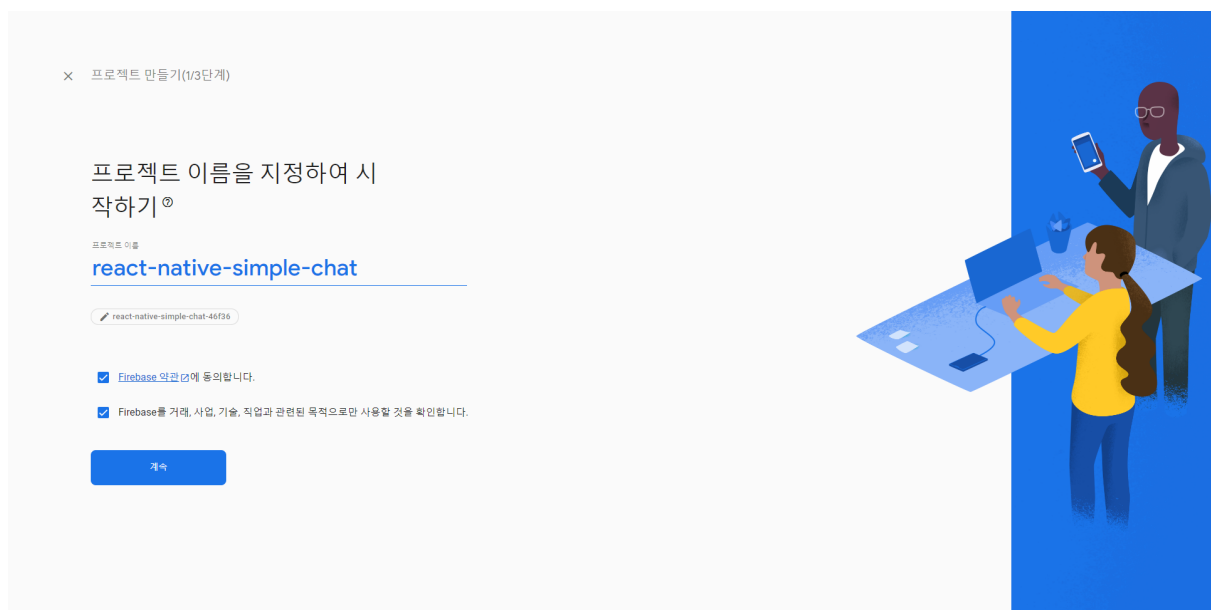 프로젝트 만들기(1/3단계)
프로젝트 이름을 지정하여 시
작하기
프로젝트 이름
react-native-simple-chat
react-native-simple-chat-46f36
Firebase 약관에 동의합니다.
Firebase를 거래, 사업, 기술, 직업과 관련된 목적으로만 사용할 것을 확인합니다.
계속